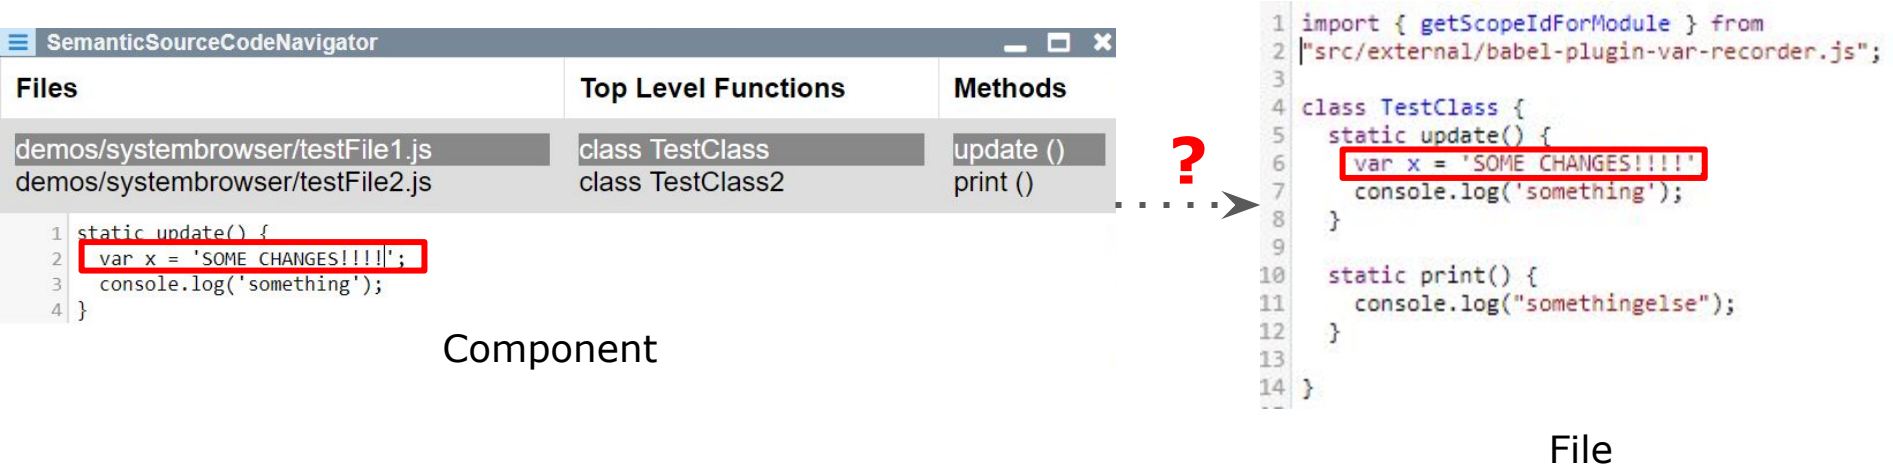 SemanticSourceCodeNavigator
Files Top Level Functions Methods
demos/systembrowser/testFile1.js class TestClass update ()
demos/systembrowser/testFile2.js class TestClass2 print ()
1 static update() {
2 var x = 'SOME CHANGES!!!!';
3 console.log('something');
4 }
Component
?
1 import { getScopeIdForModule } from
2 "src/external/babel-plugin-var-recorder.js";
3
4 class TestClass {
5 static update() {
6 var x = 'SOME CHANGES!!!!'
7 console.log('something');
8 }
9
10 static print() {
11 console.log("somethingelse");
12 }
13
14 }
File